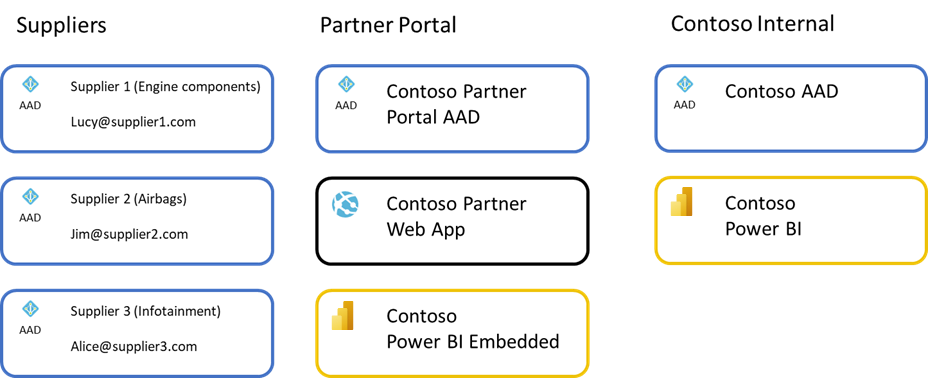 Suppliers
AAD
Supplier 1 (Engine components)
Lucy@supplier1.com
AAD
Supplier 2 (Airbags)
Jim@supplier2.com
AAD
Supplier 3 (Infotainment)
Alice@supplier3.com
Partner Portal
AAD
Contoso Partner
Portal AAD
Contoso Partner
Web App
Contoso
Power BI Embedded
Contoso Internal
AAD
Contoso AAD
Contoso
Power BI